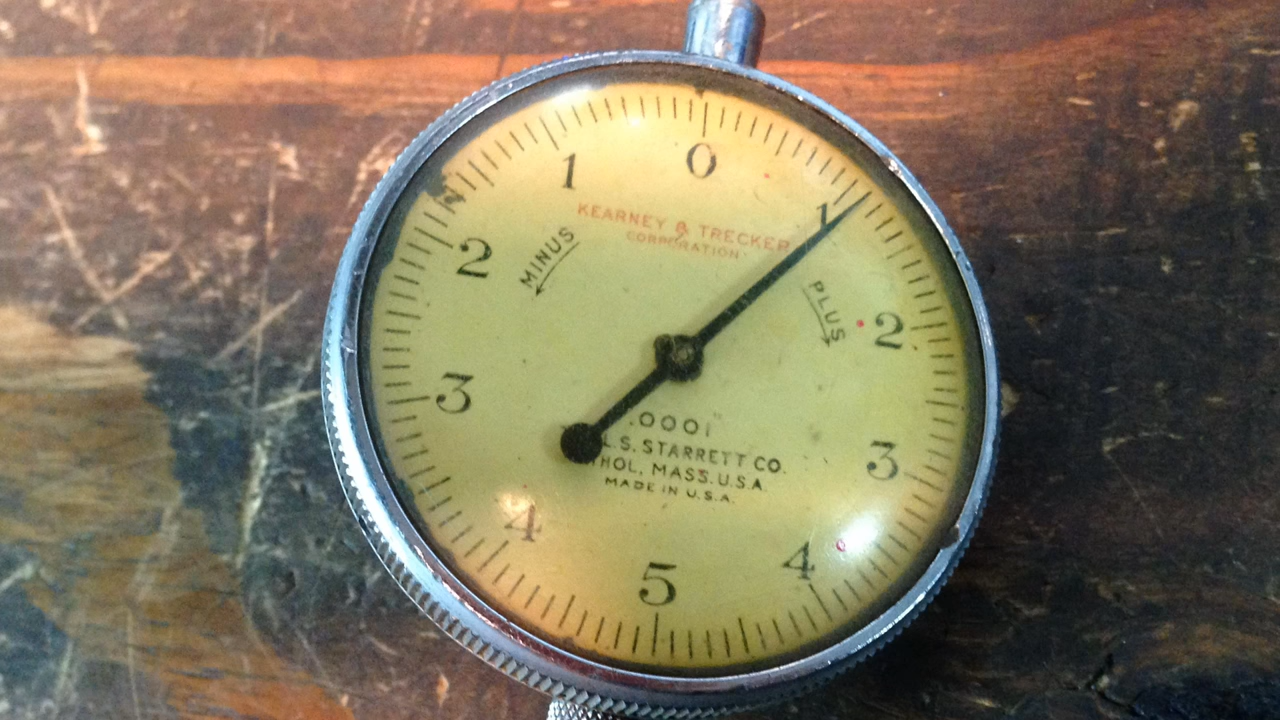 0
1
1
KEARNEY & TRECKER
CORPORATION
MINUS
PLUS
2
2
3
3
.0001"
L.S. STARRETT CO.
MASS. U.S.A.
MADE IN U.S.A.
4
4
5